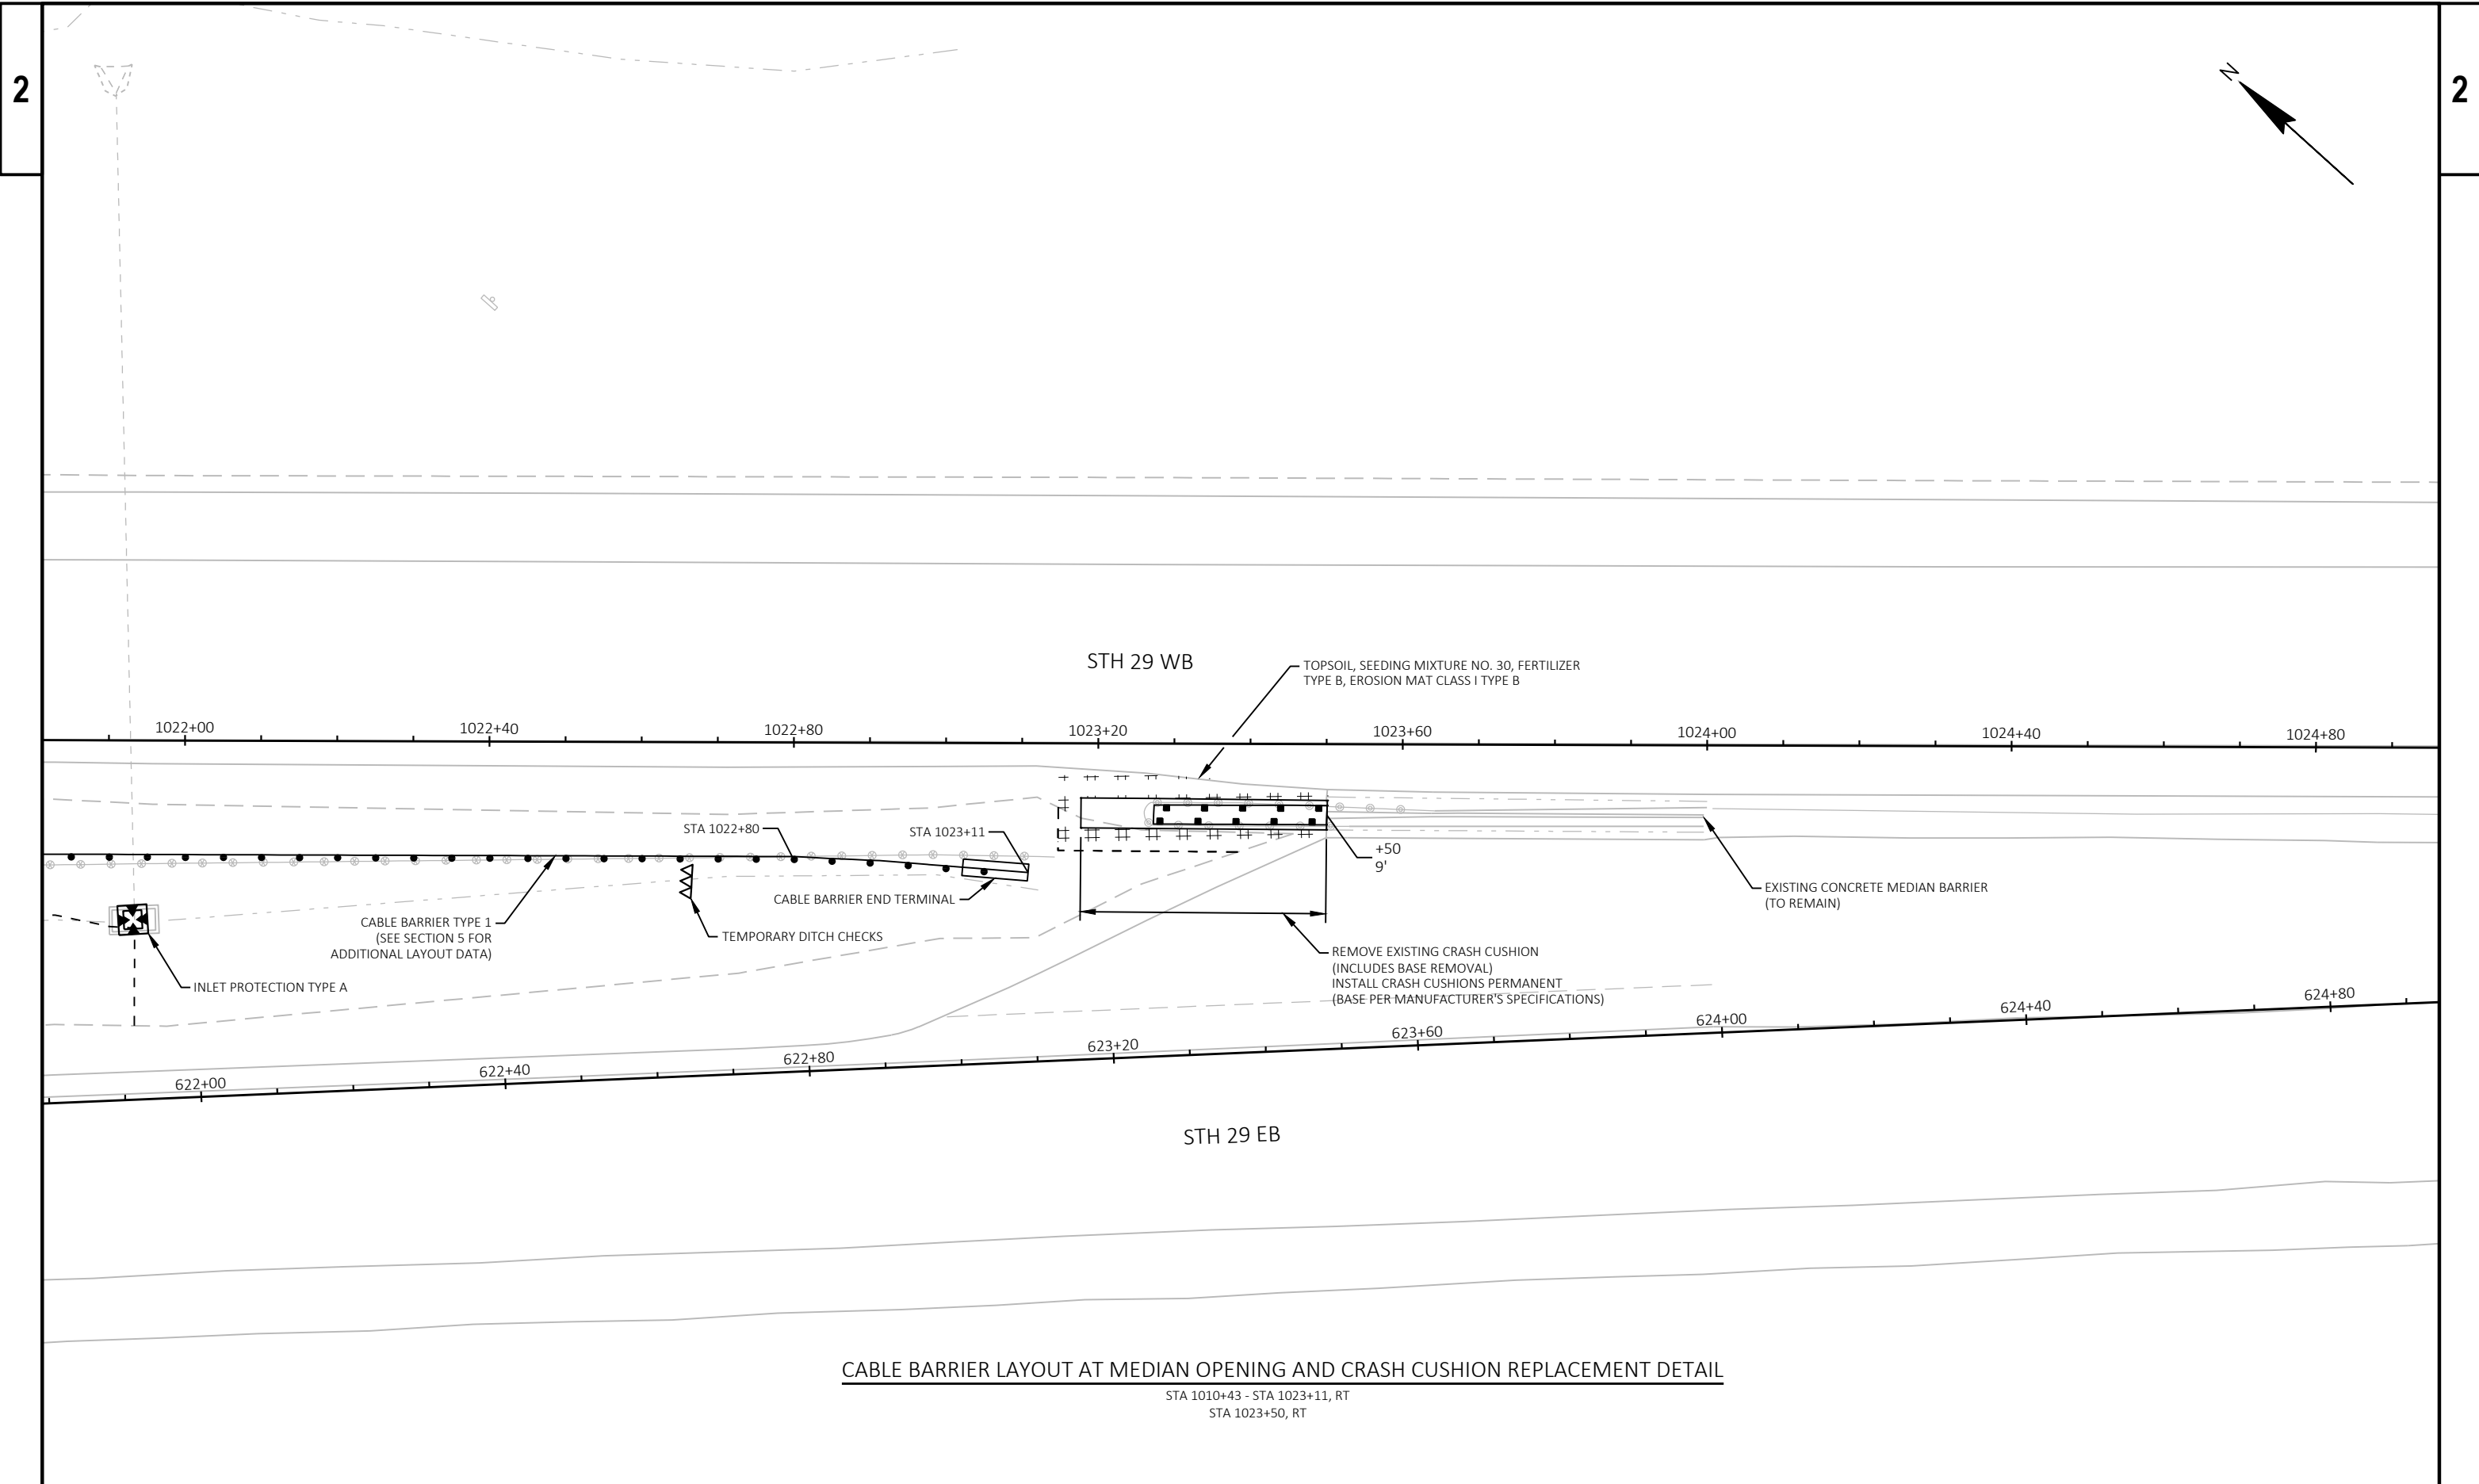 2
2
N
STH 29 WB
TOPSOIL, SEEDING MIXTURE NO. 30, FERTILIZER
TYPE B, EROSION MAT CLASS I TYPE B
1022+00
1022+40
1022+80
1023+20
1023+60
1024+00
1024+40
1024+80
STA 1022+80
STA 1023+11
+50
9'
CABLE BARRIER END TERMINAL
EXISTING CONCRETE MEDIAN BARRIER
(TO REMAIN)
CABLE BARRIER TYPE 1
(SEE SECTION 5 FOR
ADDITIONAL LAYOUT DATA)
TEMPORARY DITCH CHECKS
INLET PROTECTION TYPE A
REMOVE EXISTING CRASH CUSHION
(INCLUDES BASE REMOVAL)
INSTALL CRASH CUSHIONS PERMANENT
(BASE PER MANUFACTURER'S SPECIFICATIONS)
622+00
622+40
622+80
623+20
623+60
624+00
624+40
624+80
STH 29 EB
CABLE BARRIER LAYOUT AT MEDIAN OPENING AND CRASH CUSHION REPLACEMENT DETAIL
STA 1010+43 - STA 1023+11, RT
STA 1023+50, RT